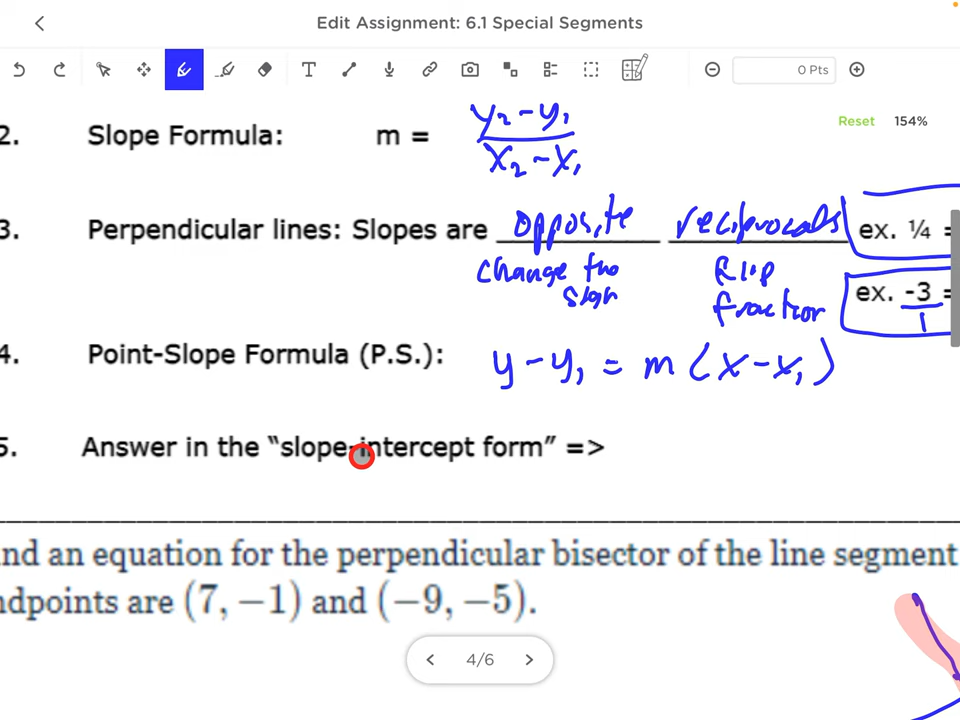 Edit Assignment: 6.1 Special Segments
T
0 Pts
Reset 154%
2. Slope Formula: m = y₂ - y₁
x₂ - x₁
3. Perpendicular lines: Slopes are opposite reciprocals ex. ¼ =
change the flip
sign fraction
ex. -3 =
1
4. Point-Slope Formula (P.S.): y - y₁ = m (x - x₁)
5. Answer in the “slope-intercept form” =>
nd an equation for the perpendicular bisector of the line segment
ndpoints are (7, −1) and (−9, −5).
4/6